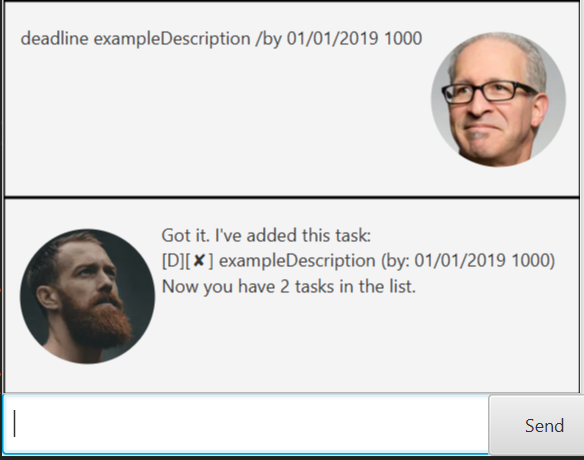 deadline exampleDescription /by 01/01/2019 1000
Got it. I've added this task:
[D][✘] exampleDescription (by: 01/01/2019 1000)
Now you have 2 tasks in the list.
Send